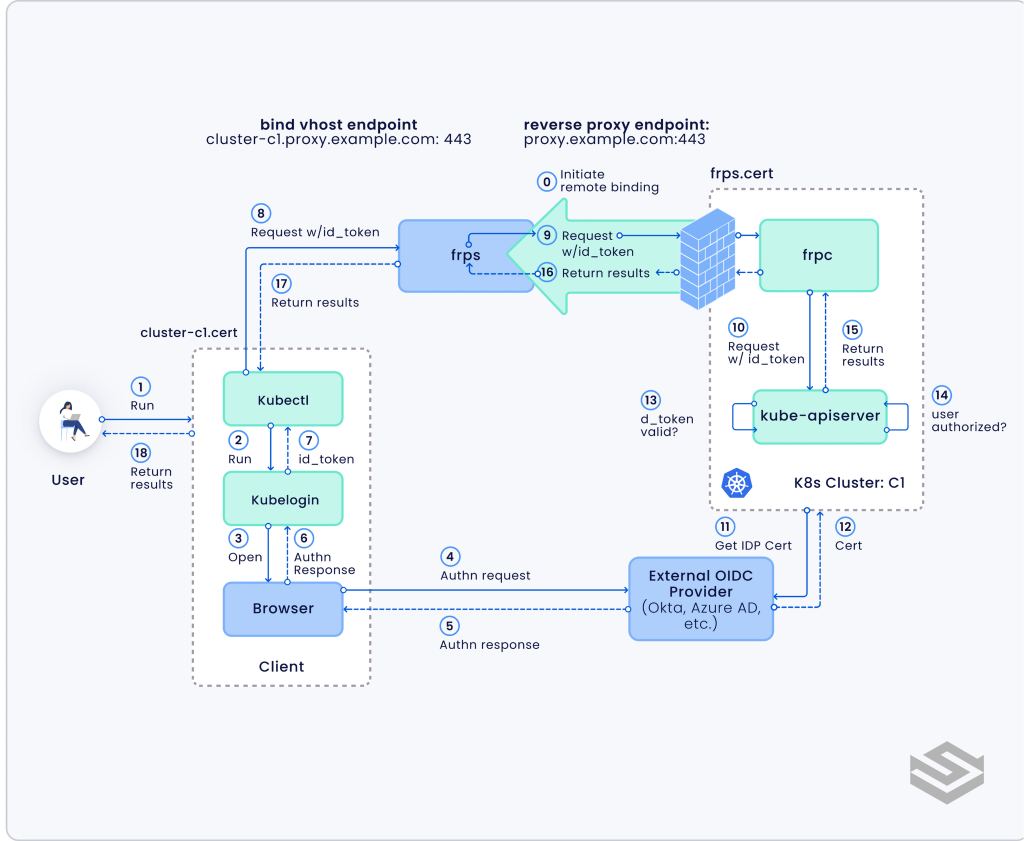 bind vhost endpoint
cluster-c1.proxy.example.com: 443
reverse proxy endpoint:
proxy.example.com:443
frps.cert
0
Initiate
remote binding
8
Request w/id_token
frps
9
Request
w/id_token
16
Return results
frpc
17
Return results
cluster-c1.cert
10
Request
w/ id_token
15
Return
results
1
Run
18
Return
results
User
Kubectl
2
Run
7
id_token
Kubelogin
3
Open
6
Authn
Response
Browser
Client
13
d_token
valid?
kube-apiserver
14
user
authorized?
K8s Cluster: C1
11
Get IDP Cert
12
Cert
4
Authn request
5
Authn response
External OIDC
Provider
(Okta, Azure AD,
etc.)